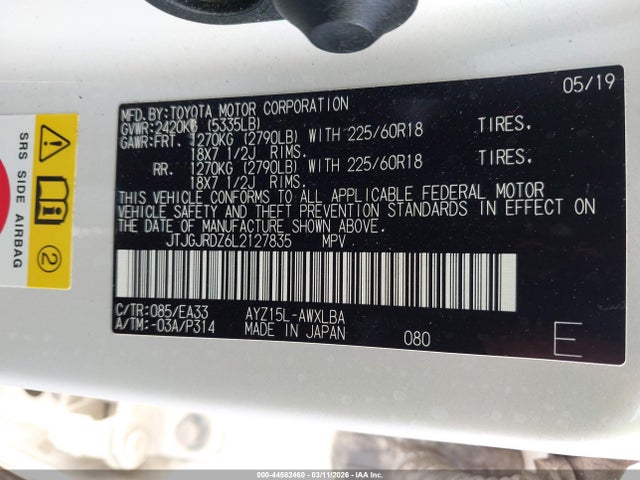 MFD.BY:TOYOTA MOTOR CORPORATION 05/19
GVWR:2420KG (5335LB)
GAWR:FRT. 1270KG (2790LB) WITH 225/60R18 TIRES.
18X7 1/2J RIMS.
RR. 1270KG (2790LB) WITH 225/60R18 TIRES.
18X7 1/2J RIMS.
THIS VEHICLE CONFORMS TO ALL APPLICABLE FEDERAL MOTOR
VEHICLE SAFETY AND THEFT PREVENTION STANDARDS IN EFFECT ON
THE DATE OF MANUFACTURE SHOWN ABOVE.
JTJGJRDZ6L2127835 MPV
C/TR:085/EA33 AYZ15L-AWXLBA
A/TM:-03A/P314 MADE IN JAPAN 080 E
SRS SIDE AIRBAG
2
000-44582460 - 03/11/2026 - IAA Inc.